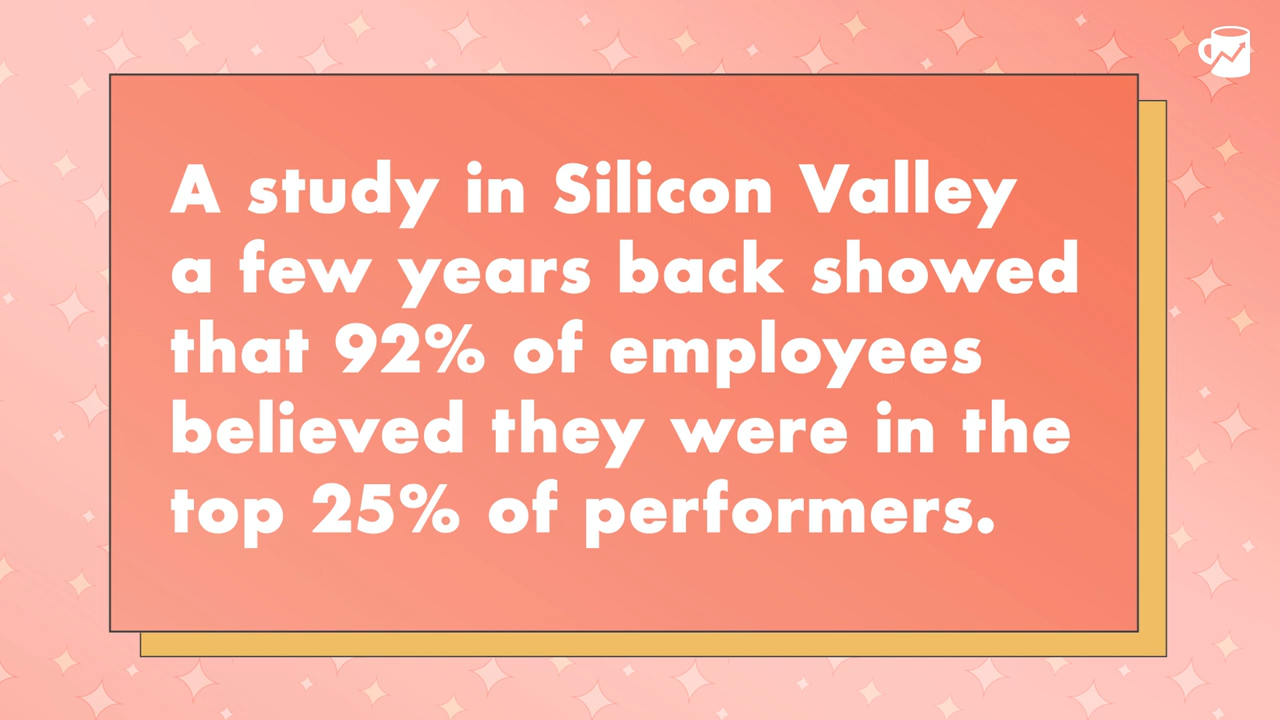 A study in Silicon Valley
a few years back showed
that 92% of employees
believed they were in the
top 25% of performers.